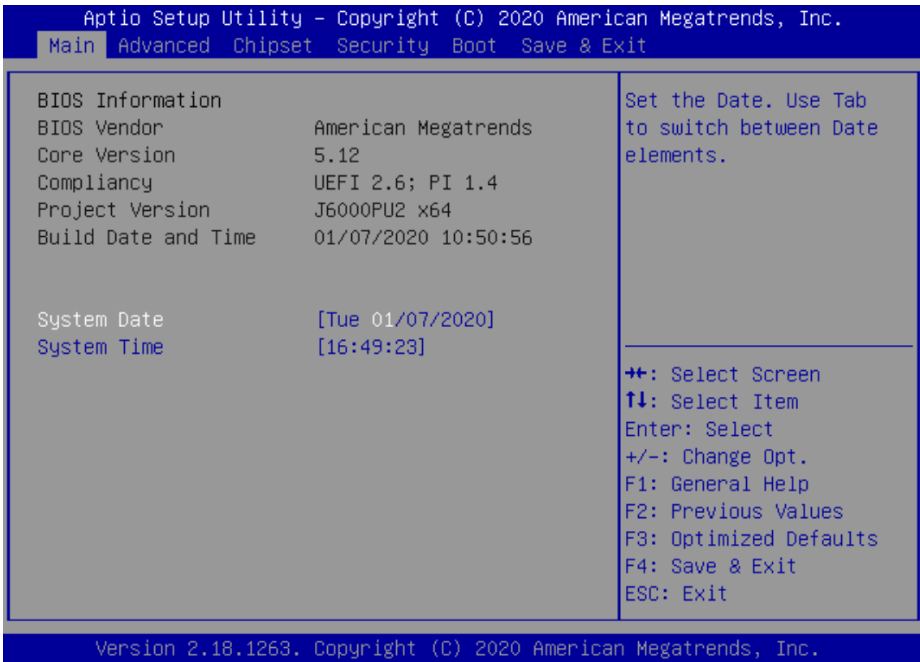 Aptio Setup Utility – Copyright (C) 2020 American Megatrends, Inc.
Main Advanced Chipset Security Boot Save & Exit
BIOS Information
BIOS Vendor American Megatrends
Core Version 5.12
Compliancy UEFI 2.6; PI 1.4
Project Version J6000PU2 x64
Build Date and Time 01/07/2020 10:50:56
System Date [Tue 01/07/2020]
System Time [16:49:23]
Set the Date. Use Tab
to switch between Date
elements.
→←: Select Screen
↑↓: Select Item
Enter: Select
+/-: Change Opt.
F1: General Help
F2: Previous Values
F3: Optimized Defaults
F4: Save & Exit
ESC: Exit
Version 2.18.1263. Copyright (C) 2020 American Megatrends, Inc.